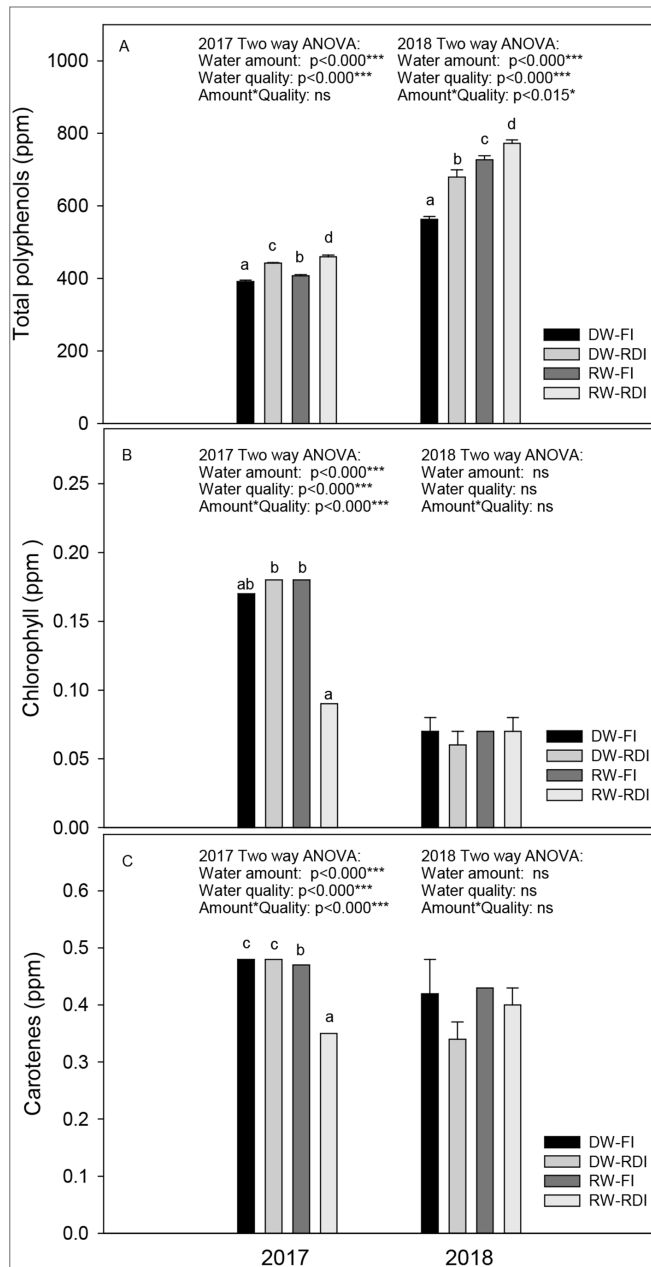 A
2017 Two way ANOVA:
Water amount:  p<0.000***
Water quality: p<0.000***
Amount*Quality: ns
2018 Two way ANOVA:
Water amount:  p<0.000***
Water quality: p<0.000***
Amount*Quality: p<0.015*
Total polyphenols (ppm)
1000
800
600
400
200
0
a
c
b
d
a
b
c
d
DW-FI
DW-RDI
RW-FI
RW-RDI
B
2017 Two way ANOVA:
Water amount:  p<0.000***
Water quality: p<0.000***
Amount*Quality: p<0.000***
2018 Two way ANOVA:
Water amount:  ns
Water quality: ns
Amount*Quality: ns
Chlorophyll (ppm )
0.25
0.20
0.15
0.10
0.05
0.00
ab
b
b
a
DW-FI
DW-RDI
RW-FI
RW-RDI
C
2017 Two way ANOVA:
Water amount:  p<0.000***
Water quality: p<0.000***
Amount*Quality: p<0.000***
2018 Two way ANOVA:
Water amount:  ns
Water quality: ns
Amount*Quality: ns
Carotenes (ppm)
0.6
0.5
0.4
0.3
0.2
0.1
0.0
c
c
b
a
DW-FI
DW-RDI
RW-FI
RW-RDI
2017
2018